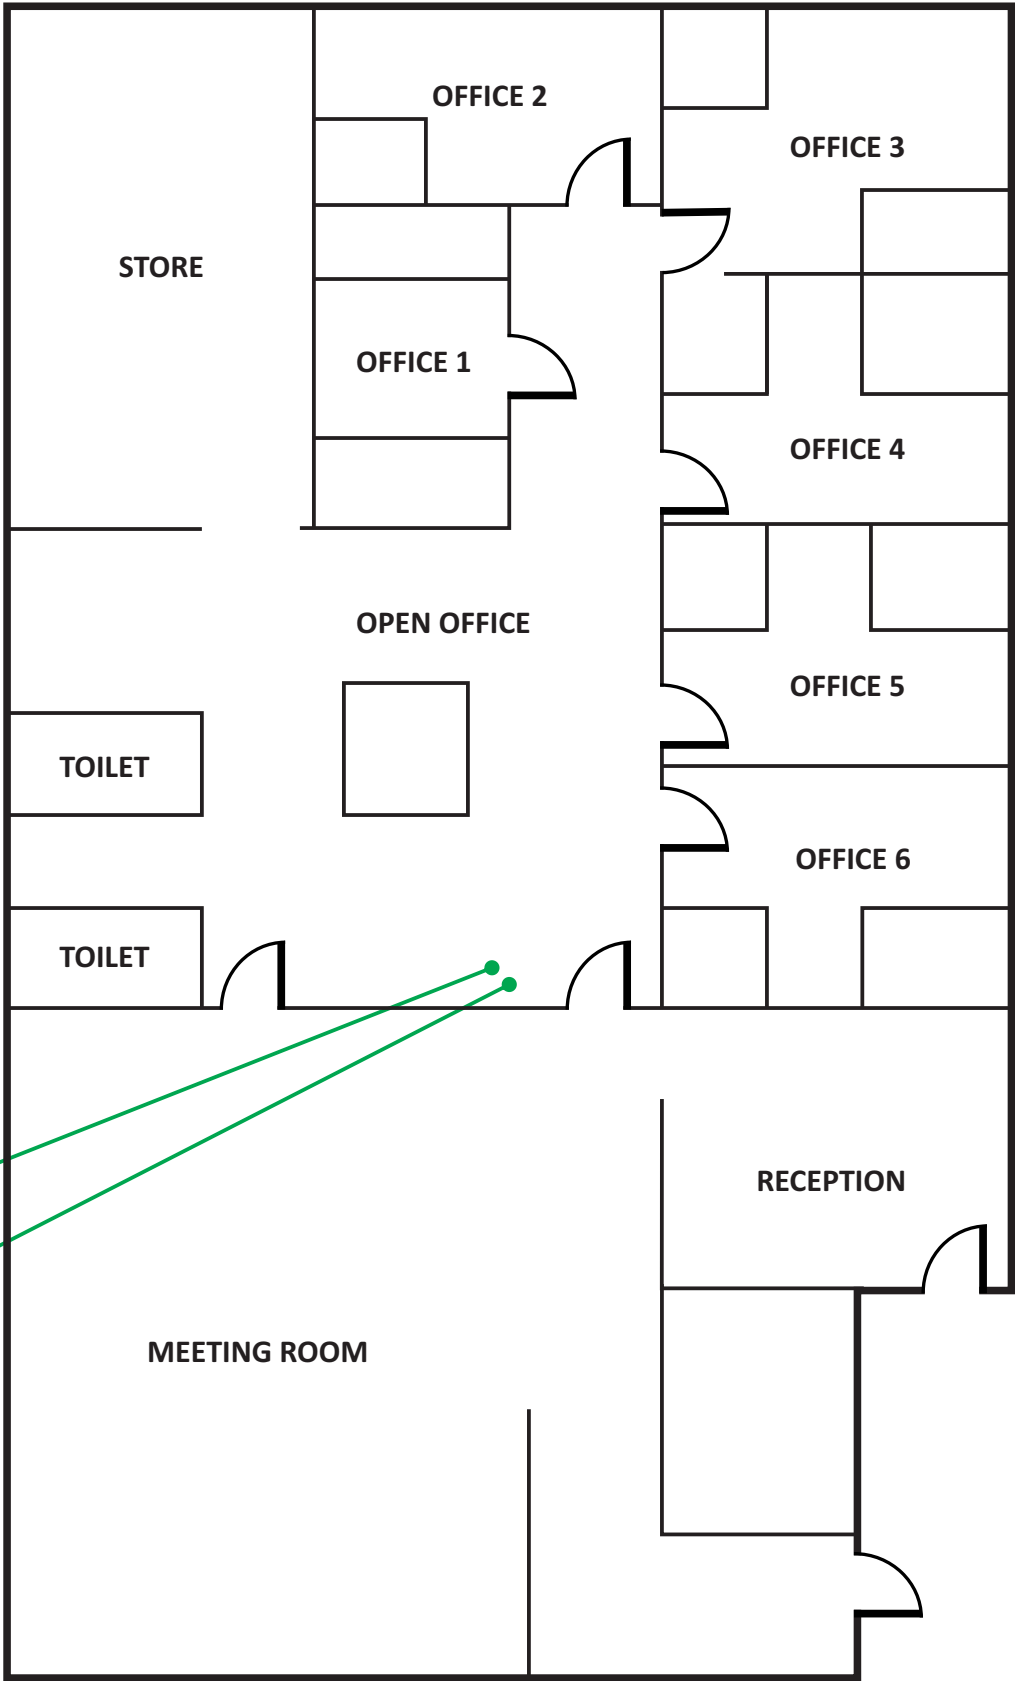 OFFICE 2
OFFICE 3
STORE
OFFICE 1
OFFICE 4
OPEN OFFICE
OFFICE 5
TOILET
OFFICE 6
TOILET
RECEPTION
MEETING ROOM